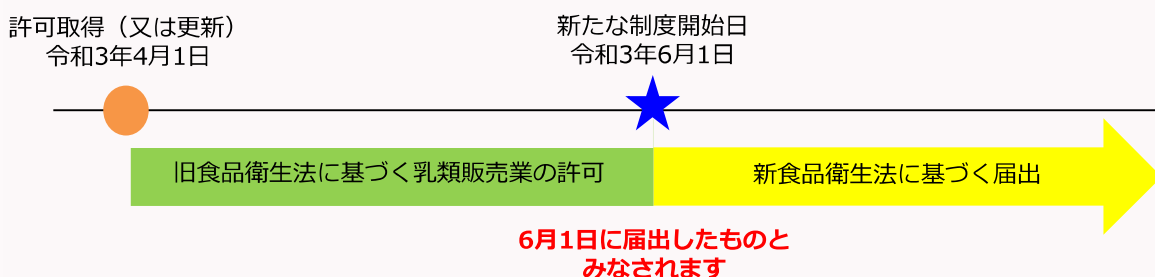 許可取得（又は更新）
令和3年4月1日
新たな制度開始日
令和3年6月1日
旧食品衛生法に基づく乳類販売業の許可
新食品衛生法に基づく届出
6月1日に届出したものと
みなされます